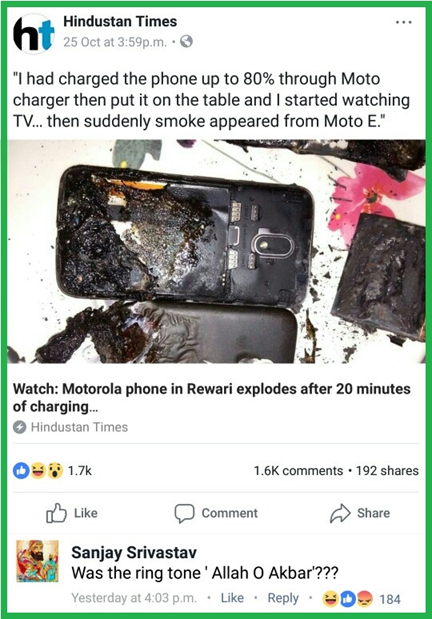 ht
Hindustan Times
25 Oct at 3:59p.m. •
"I had charged the phone up to 80% through Moto
charger then put it on the table and I started watching
TV... then suddenly smoke appeared from Moto E."
Watch: Motorola phone in Rewari explodes after 20 minutes
of charging...
Hindustan Times
1.7k 1.6K comments • 192 shares
Like Comment Share
Sanjay Srivastav
Was the ring tone ' Allah O Akbar'???
Yesterday at 4:03 p.m. • Like • Reply • 184